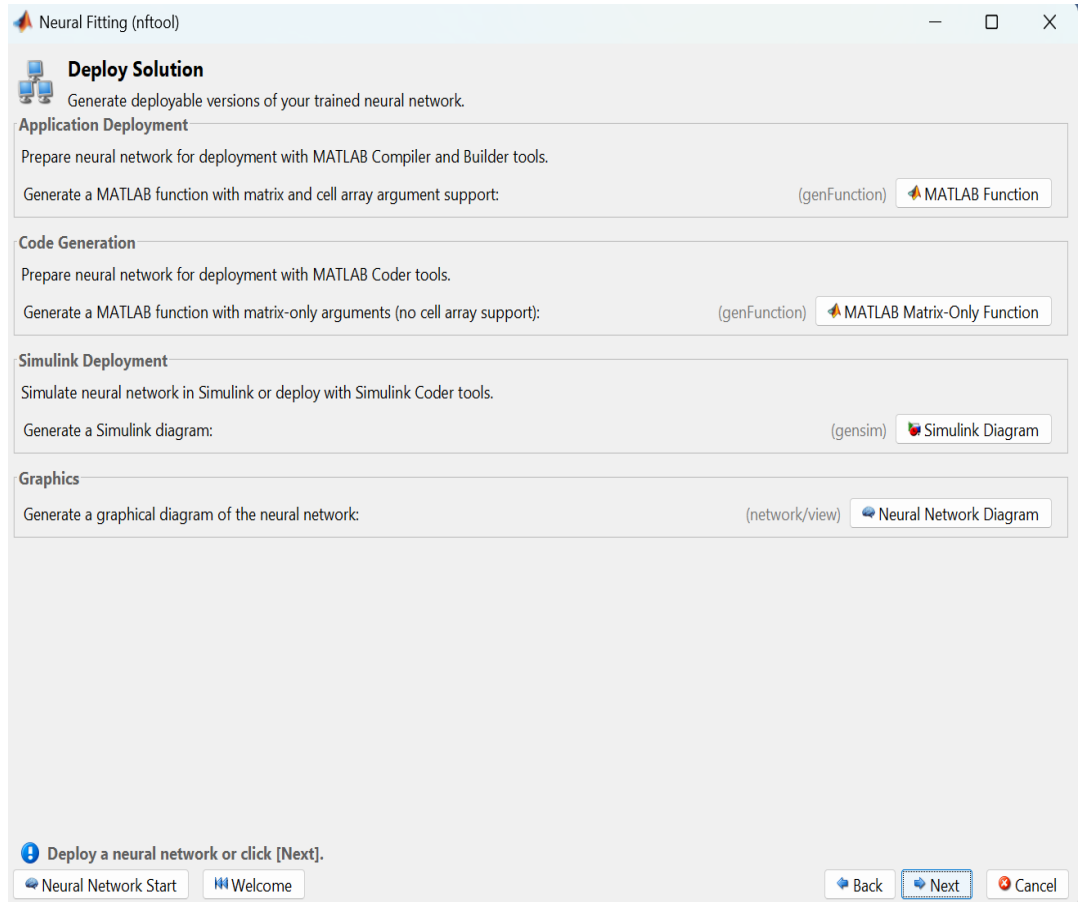 Neural Fitting (nftool)
Deploy Solution
Generate deployable versions of your trained neural network.
Application Deployment
Prepare neural network for deployment with MATLAB Compiler and Builder tools.
Generate a MATLAB function with matrix and cell array argument support: (genFunction) MATLAB Function
Code Generation
Prepare neural network for deployment with MATLAB Coder tools.
Generate a MATLAB function with matrix-only arguments (no cell array support): (genFunction) MATLAB Matrix-Only Function
Simulink Deployment
Simulate neural network in Simulink or deploy with Simulink Coder tools.
Generate a Simulink diagram: (gensim) Simulink Diagram
Graphics
Generate a graphical diagram of the neural network: (network/view) Neural Network Diagram
Deploy a neural network or click [Next].
Neural Network Start Welcome Back Next Cancel